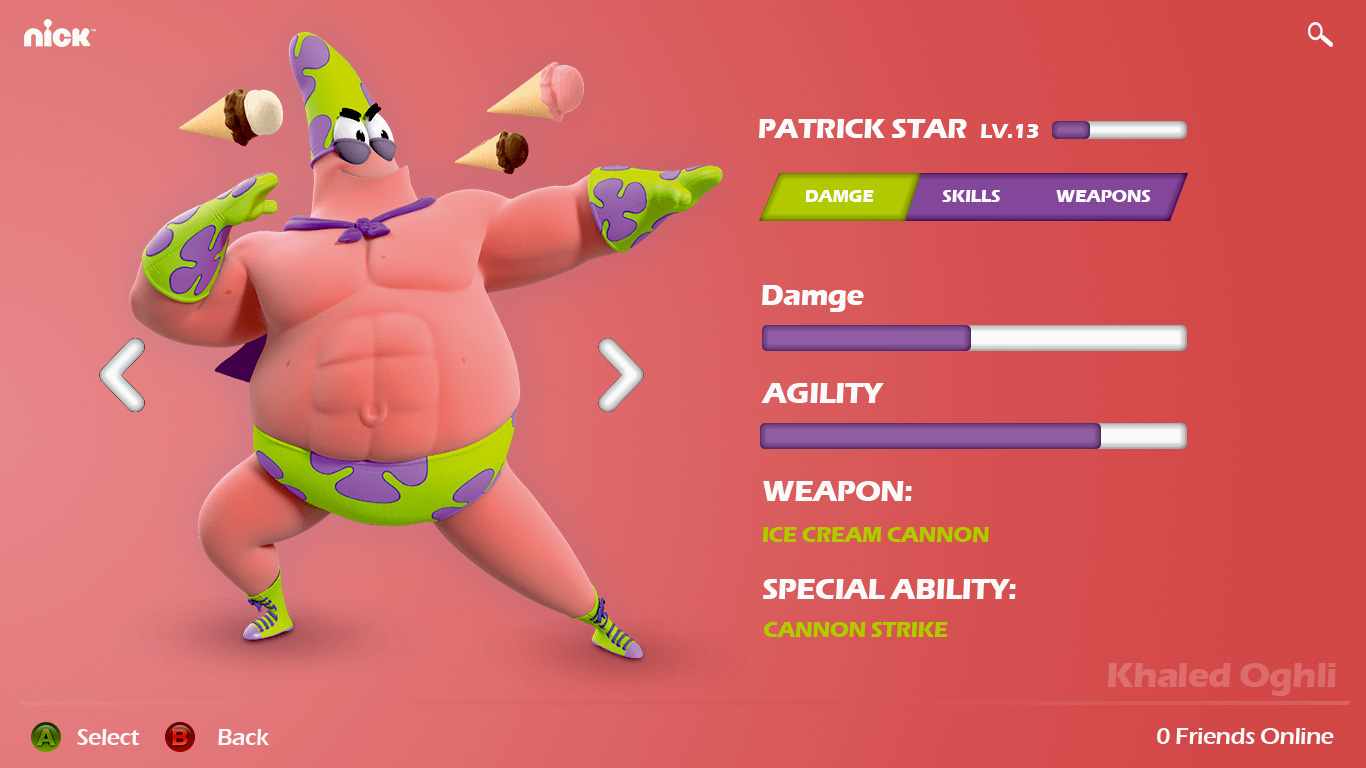 nick™
PATRICK STAR LV.13
DAMGE SKILLS WEAPONS
Damge
AGILITY
WEAPON:
ICE CREAM CANNON
SPECIAL ABILITY:
CANNON STRIKE
Khaled Oghli
A Select B Back
0 Friends Online